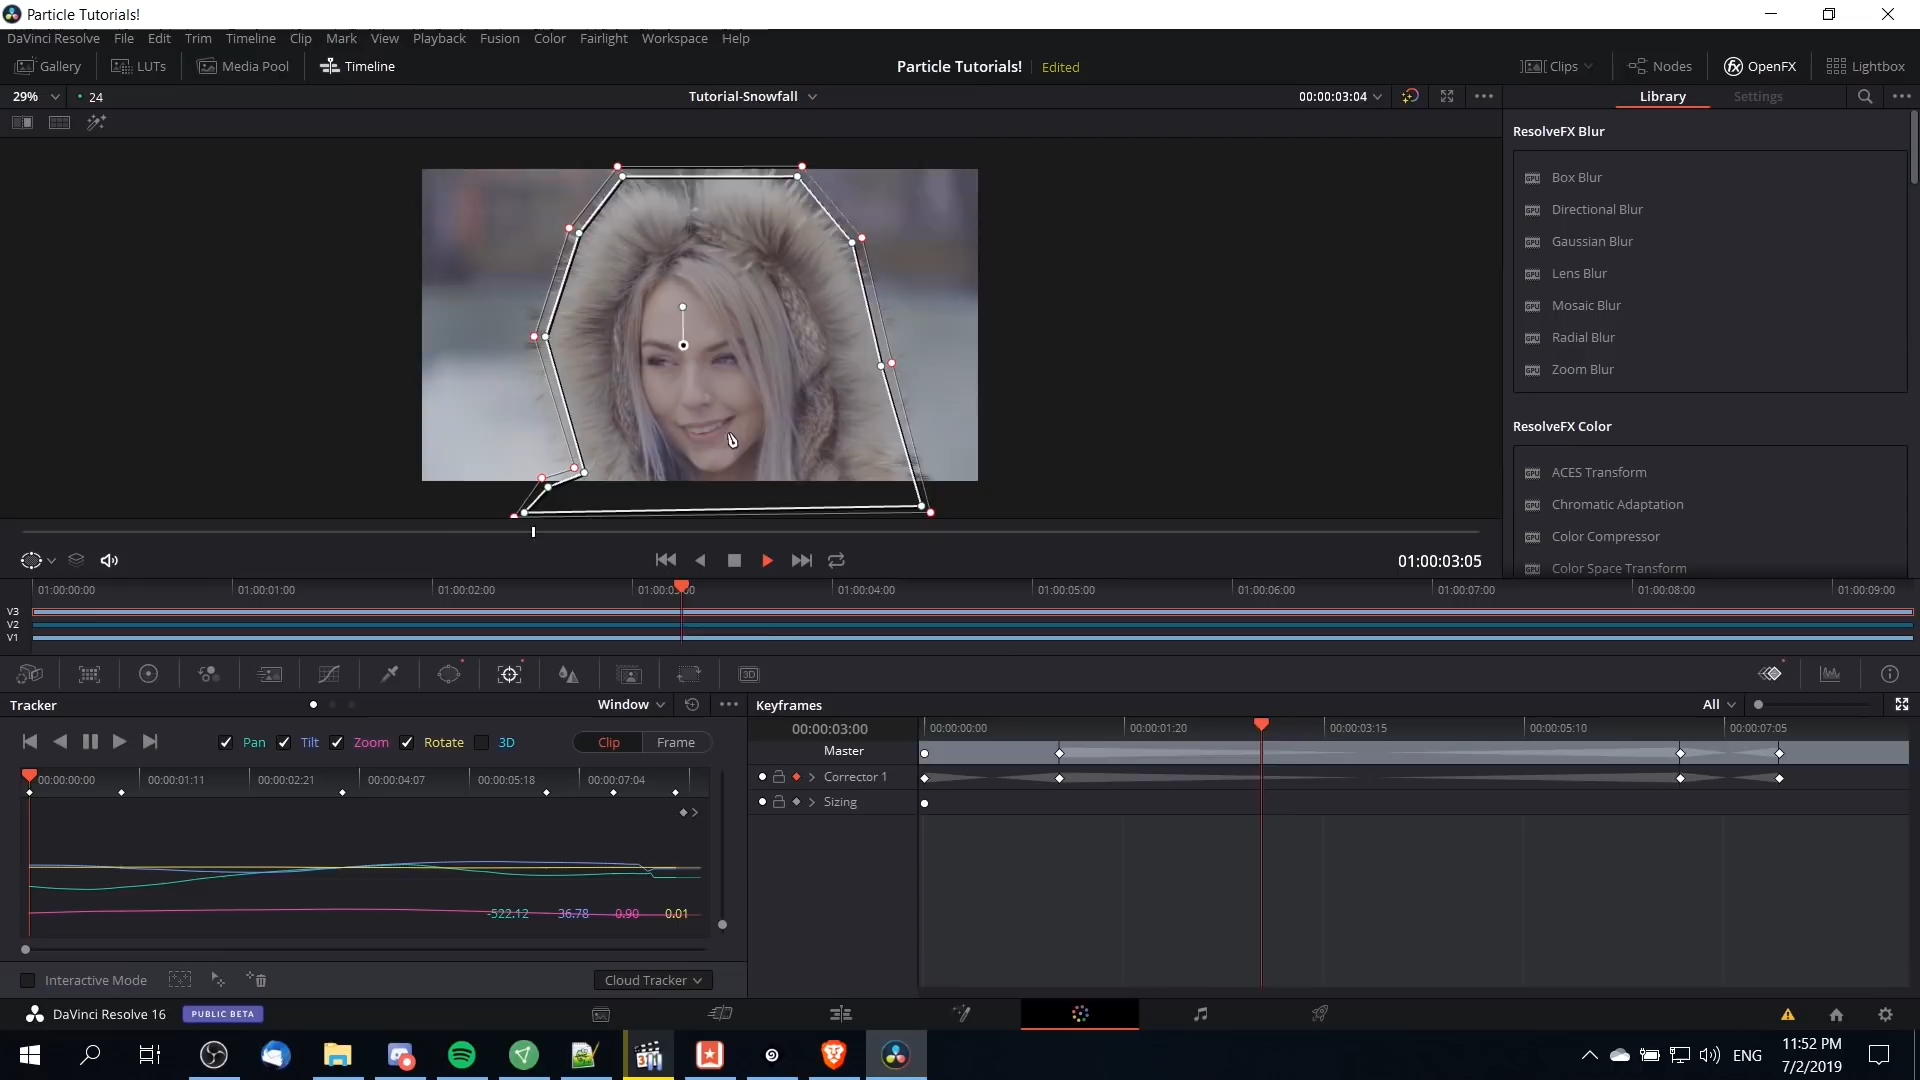 Particle Tutorials!
DaVinci Resolve File Edit Trim Timeline Clip Mark View Playback Fusion Color Fairlight Workspace Help
Gallery LUTs Media Pool Timeline Particle Tutorials! Edited Clips Nodes OpenFX Lightbox
29% 24 Tutorial-Snowfall 00:00:03:04 Library Settings
ResolveFX Blur
Box Blur
Directional Blur
Gaussian Blur
Lens Blur
Mosaic Blur
Radial Blur
Zoom Blur
ResolveFX Color
ACES Transform
Chromatic Adaptation
Color Compressor
Color Space Transform
01:00:03:05
01:00:00:00 01:00:01:00 01:00:02:00 01:00:04:00 01:00:05:00 01:00:06:00 01:00:07:00 01:00:08:00 01:00:09:00
V3
V2
V1
3D
Tracker Window Keyframes All
Pan Tilt Zoom Rotate 3D Clip Frame
00:00:00:00 00:00:01:11 00:00:02:21 00:00:04:07 00:00:05:18 00:00:07:04
-522.12 36.78 0.90 0.01
Interactive Mode Cloud Tracker
00:00:03:00 00:00:00:00 00:00:01:20 00:00:03:15 00:00:05:10 00:00:07:05
Master
Corrector 1
Sizing
DaVinci Resolve 16 PUBLIC BETA
ENG
11:52 PM
7/2/2019